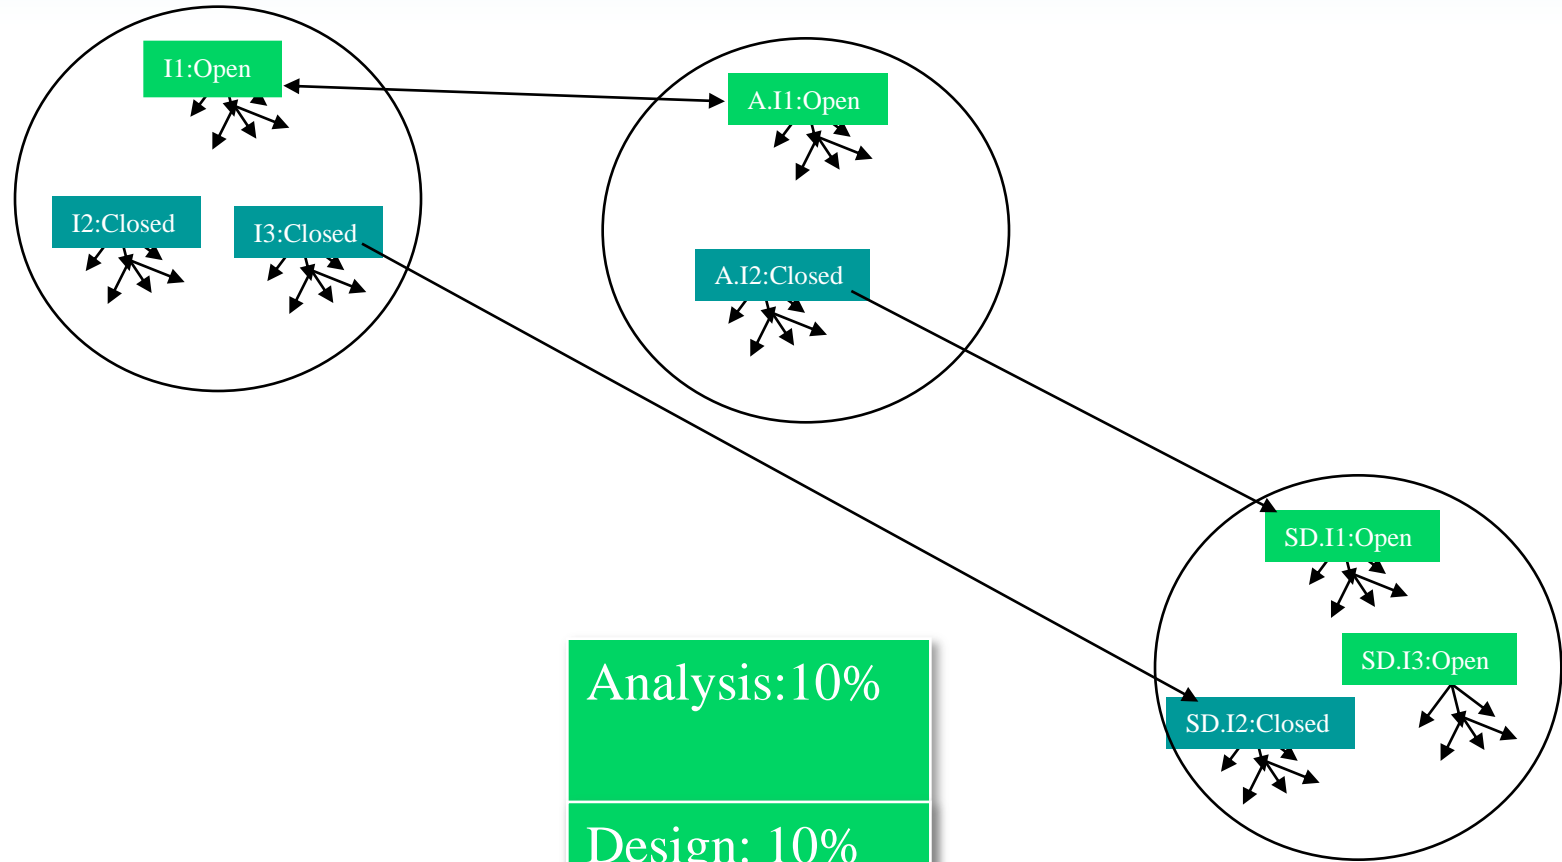 I1:Open
A.I1:Open
I2:Closed
I3:Closed
A.I2:Closed
SD.I1:Open
SD.I3:Open
SD.I2:Closed
Analysis:10%
Design: 10%